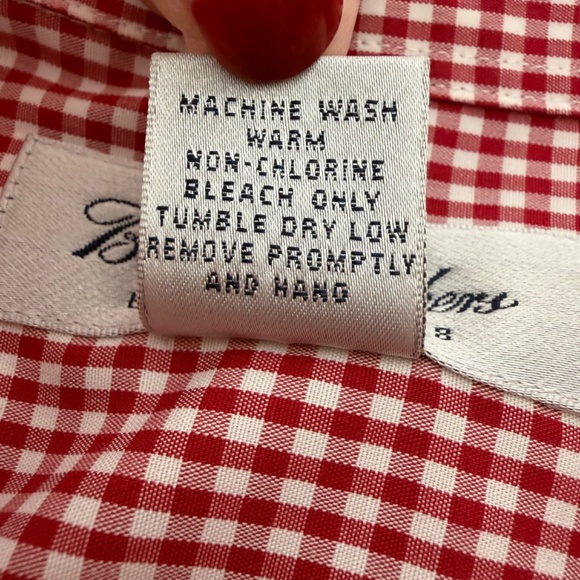 MACHINE WASH
WARM
NON-CHLORINE
BLEACH ONLY
TUMBLE DRY LOW
REMOVE PROMPTLY
AND HANG